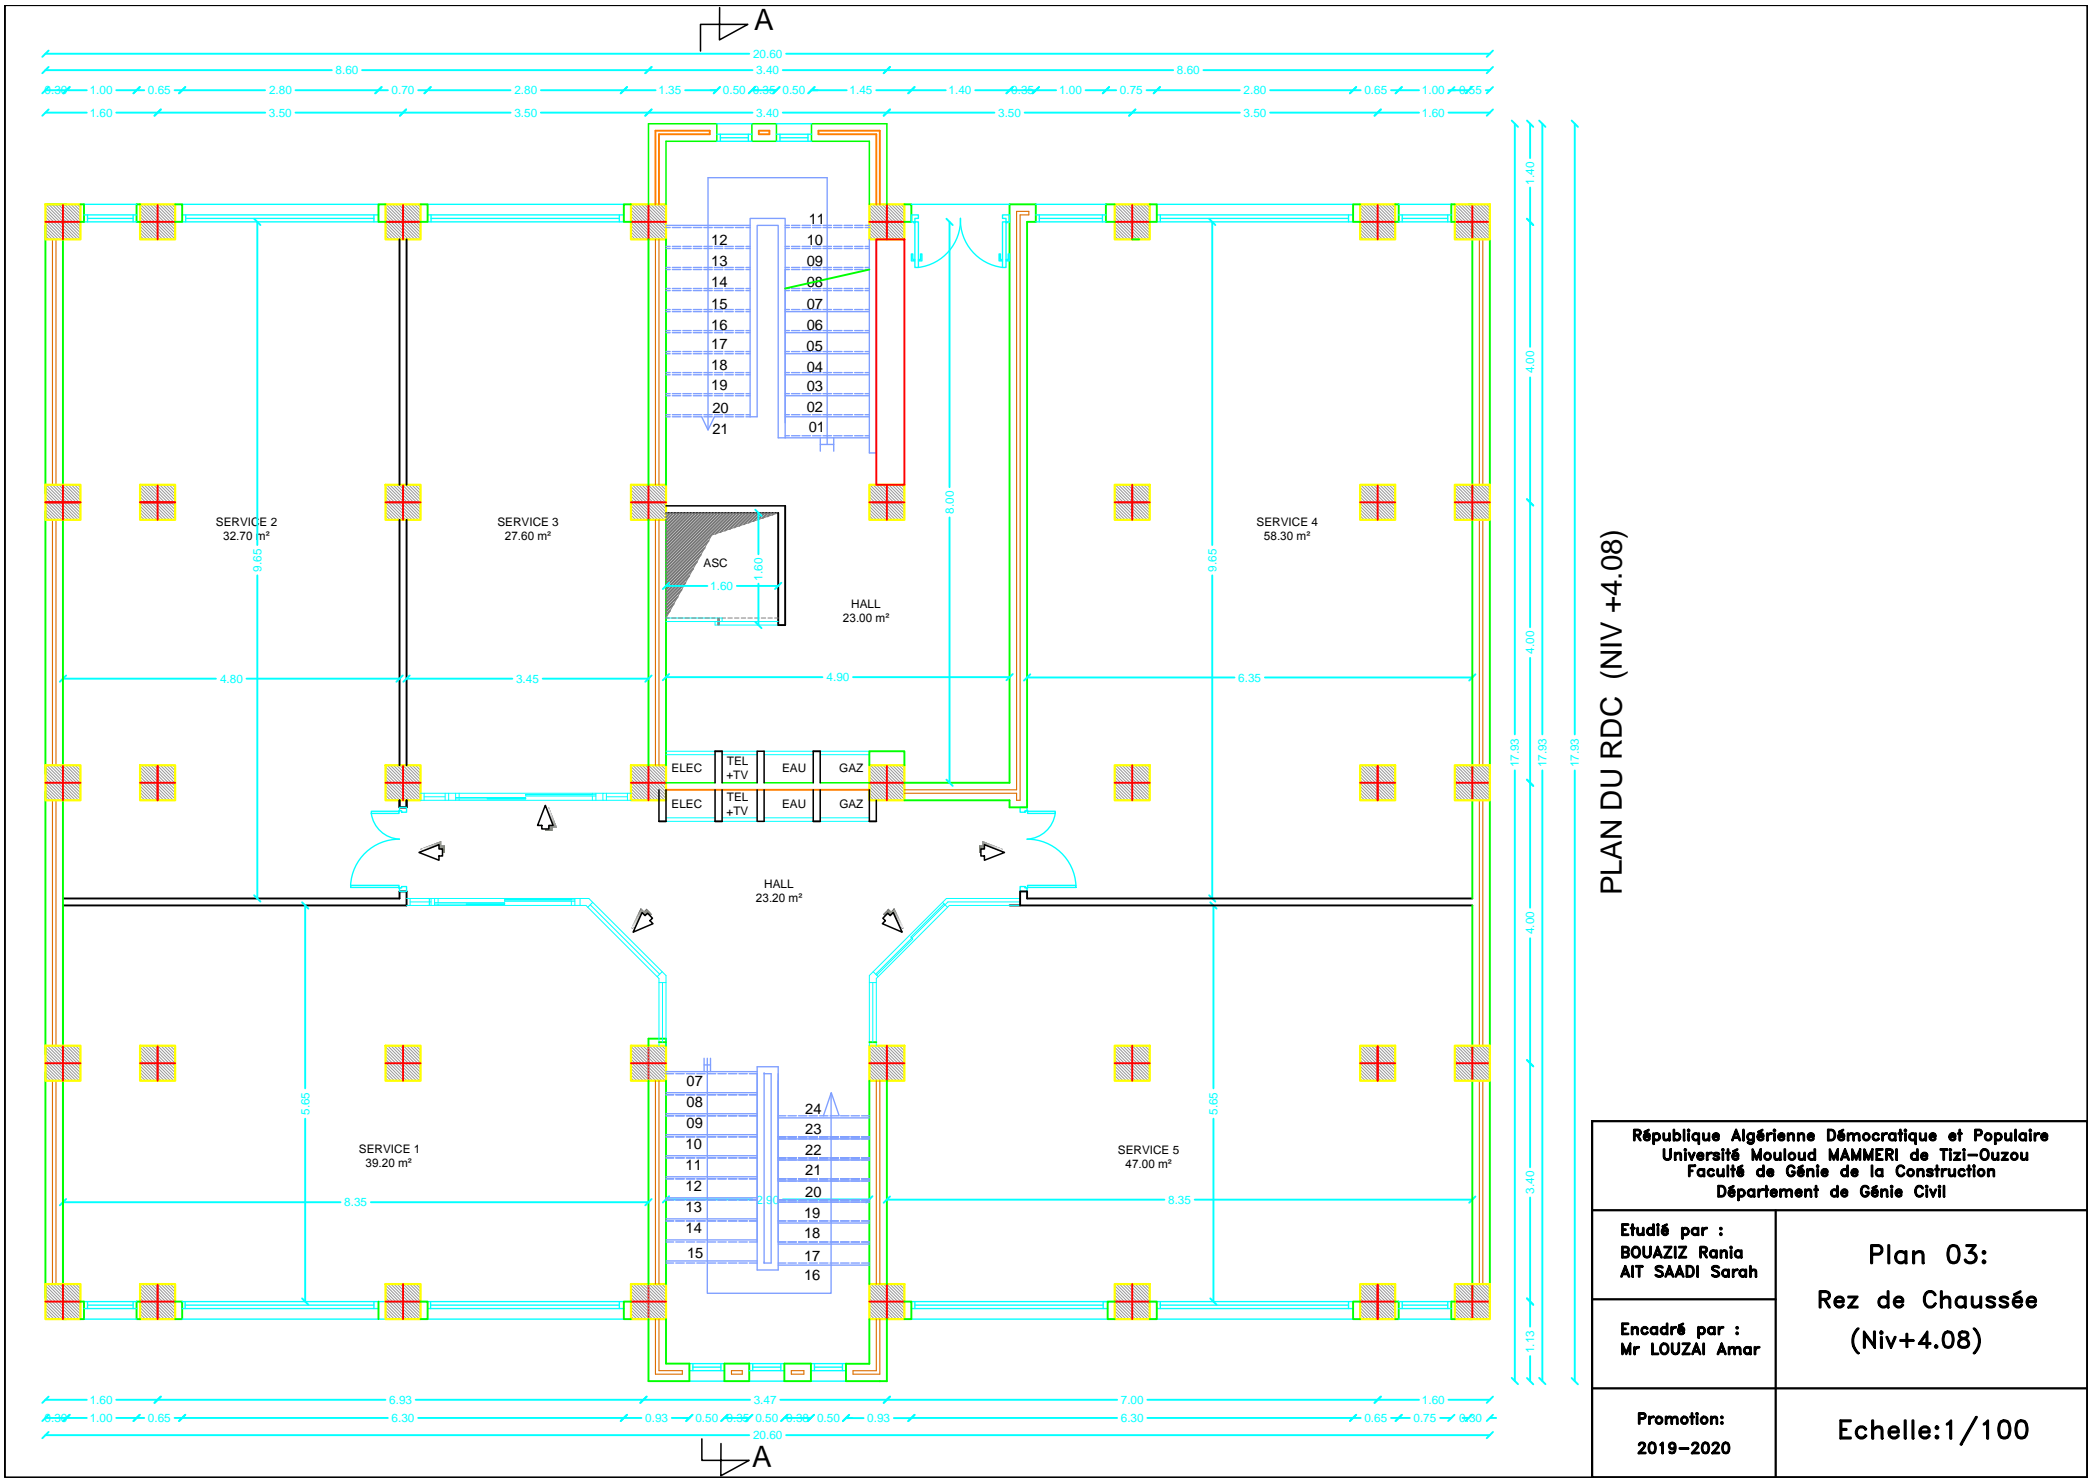 A
20.60
8.60 3.40 8.60
1.00 0.65 2.80 0.70 2.80 1.35 0.50 0.50 1.45 1.40 1.00 0.75 2.80 0.65 1.00
1.60 3.50 3.50 3.40 3.50 3.50 1.60
1.40
4.00
4.00
4.00
3.40
1.13
17.93
17.93
17.93
11
12 10
13 09
14 08
15 07
16 06
17 05
18 04
19 03
20 02
21 01
SERVICE 2
32.70 m²
9.65
4.80
SERVICE 3
27.60 m²
3.45
ASC
1.60
1.60
HALL
23.00 m²
8.00
4.90
SERVICE 4
58.30 m²
9.65
6.35
ELEC TEL +TV EAU GAZ
ELEC TEL +TV EAU GAZ
HALL
23.20 m²
SERVICE 1
39.20 m²
5.65
8.35
07
08 24
09 23
10 22
11 21
12 20
13 19
14 18
15 17
16
2.90
SERVICE 5
47.00 m²
5.65
8.35
1.60 6.93 3.47 7.00 1.60
1.00 0.65 6.30 0.93 0.50 0.50 0.50 0.93 6.30 0.65 0.75
20.60
A
PLAN DU RDC (NIV +4.08)
République Algérienne Démocratique et Populaire
Université Mouloud MAMMERI de Tizi-Ouzou
Faculté de Génie de la Construction
Département de Génie Civil
Etudié par :
BOUAZIZ Rania
AIT SAADI Sarah
Encadré par :
Mr LOUZAI Amar
Promotion:
2019-2020
Plan 03:
Rez de Chaussée
(Niv+4.08)
Echelle:1/100